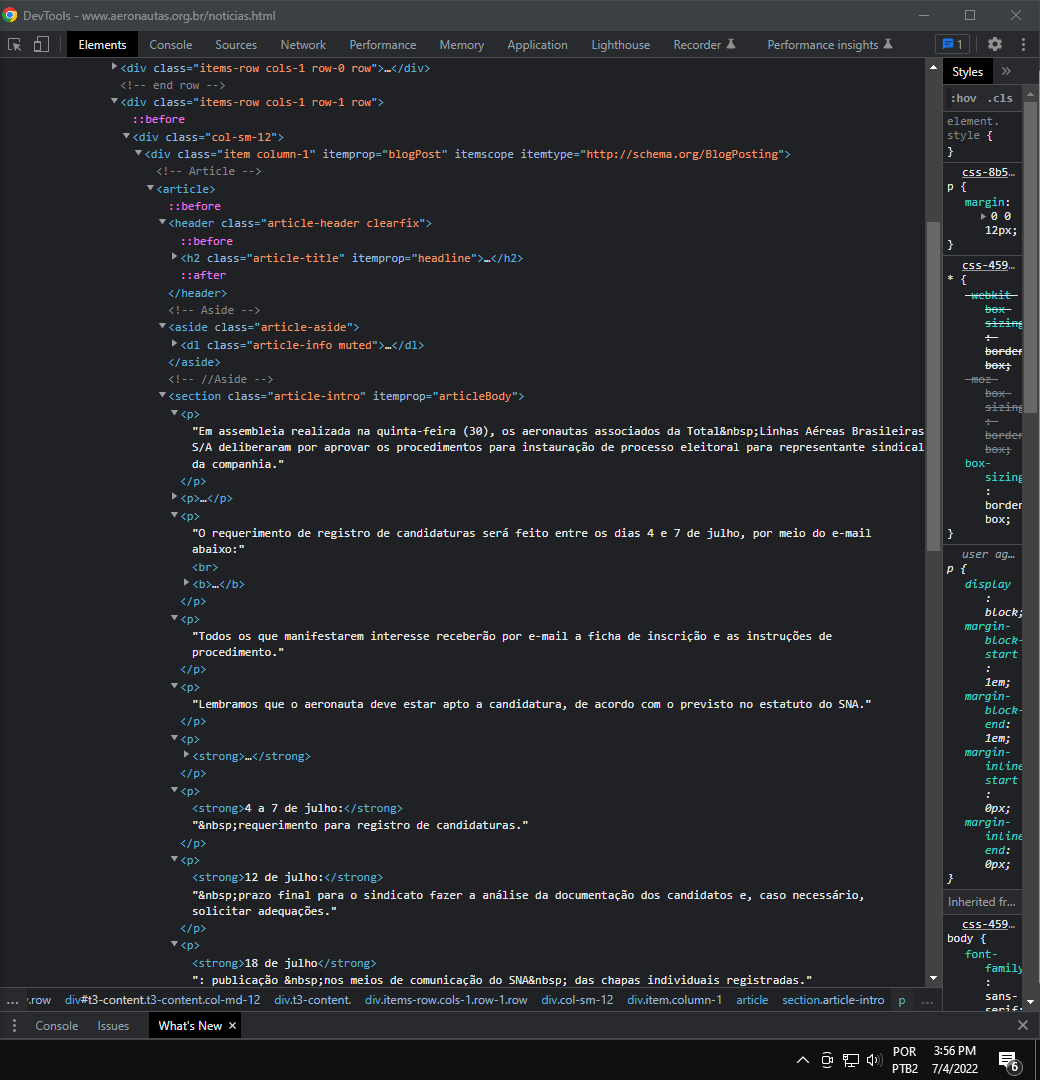 DevTools - www.aeronautas.org.br/noticias.html
Elements Console Sources Network Performance Memory Application Lighthouse Recorder Performance insights 1
<div class="items-row cols-1 row-0 row">…</div>
<!-- end row -->
<div class="items-row cols-1 row-1 row">
::before
<div class="col-sm-12">
<div class="item column-1" itemprop="blogPost" itemscope itemtype="http://schema.org/BlogPosting">
<!-- Article -->
<article>
::before
<header class="article-header clearfix">
::before
<h2 class="article-title" itemprop="headline">…</h2>
::after
</header>
<!-- Aside -->
<aside class="article-aside">
<dl class="article-info muted">…</dl>
</aside>
<!-- //Aside -->
<section class="article-intro" itemprop="articleBody">
<p>
"Em assembleia realizada na quinta-feira (30), os aeronautas associados da Total&nbsp;Linhas Aéreas Brasileiras
S/A deliberaram por aprovar os procedimentos para instauração de processo eleitoral para representante sindical
da companhia."
</p>
<p>…</p>
<p>
"O requerimento de registro de candidaturas será feito entre os dias 4 e 7 de julho, por meio do e-mail
abaixo:"
<br>
<b>…</b>
</p>
<p>
"Todos os que manifestarem interesse receberão por e-mail a ficha de inscrição e as instruções de
procedimento."
</p>
<p>
"Lembramos que o aeronauta deve estar apto a candidatura, de acordo com o previsto no estatuto do SNA."
</p>
<p>
<strong>…</strong>
</p>
<p>
<strong>4 a 7 de julho:</strong>
"&nbsp;requerimento para registro de candidaturas."
</p>
<p>
<strong>12 de julho:</strong>
"&nbsp;prazo final para o sindicato fazer a análise da documentação dos candidatos e, caso necessário,
solicitar adequações."
</p>
<p>
<strong>18 de julho</strong>
": publicação &nbsp;nos meios de comunicação do SNA&nbsp; das chapas individuais registradas."
Styles »
:hov .cls
element.
style {
}
css-8b5…
p {
margin:
0 0
12px;
}
css-459…
* {
-webkit-
box-
sizing
:
border
box;
-moz-
box-
sizing
:
border
box;
box-
sizing
:
border
box;
}
user ag…
p {
display
:
block;
margin-
block-
start
:
1em;
margin-
block-
end:
1em;
margin-
inline
start
:
0px;
margin-
inline
end:
0px;
}
Inherited fr…
css-459…
body {
font-
family
:
sans-
serif;
… .row div#t3-content.t3-content.col-md-12 div.t3-content. div.items-row.cols-1.row-1.row div.col-sm-12 div.item.column-1 article section.article-intro p …
Console Issues What's New ×
POR 3:56 PM
PTB2 7/4/2022 6